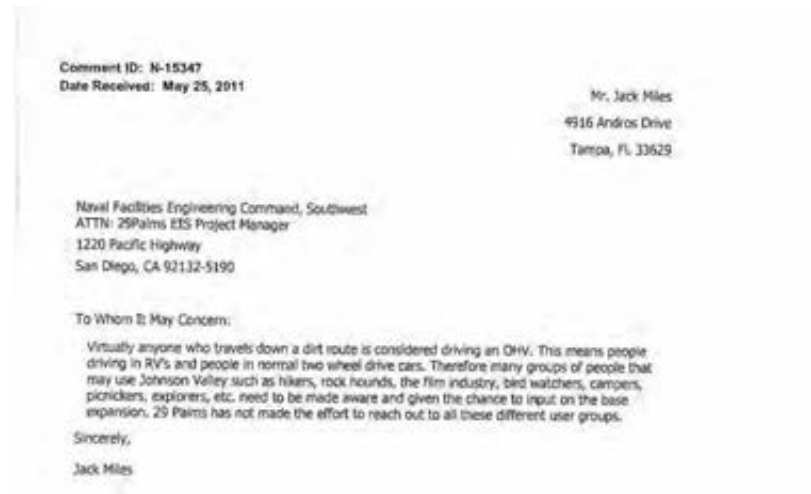 Comment ID: N-15347
Date Received: May 25, 2011
Mr. Jack Miles
4916 Andros Drive
Tampa, FL 33629
Naval Facilities Engineering Command, Southwest
ATTN: 29Palms EIS Project Manager
1220 Pacific Highway
San Diego, CA 92132-5190
To Whom It May Concern:
Virtually anyone who travels down a dirt route is considered driving an OHV. This means people
driving in RV's and people in normal two wheel drive cars. Therefore many groups of people that
may use Johnson Valley such as hikers, rock hounds, the film industry, bird watchers, campers,
picnickers, explorers, etc. need to be made aware and given the chance to input on the base
expansion. 29 Palms has not made the effort to reach out to all these different user groups.
Sincerely,
Jack Miles